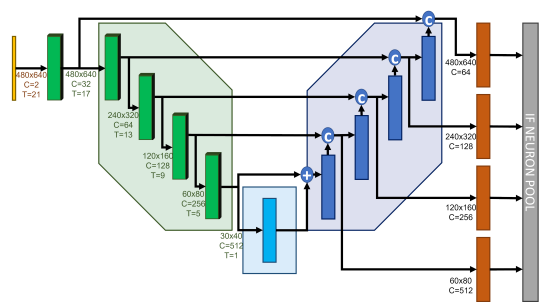 480x640
C=2
T=21
480x640
C=32
T=17
240x320
C=64
T=13
120x160
C=128
T=9
60x80
C=256
T=5
30x40
C=512
T=1
+
C
C
C
C
480x640
C=64
240x320
C=128
120x160
C=256
60x80
C=512
IF NEURON POOL